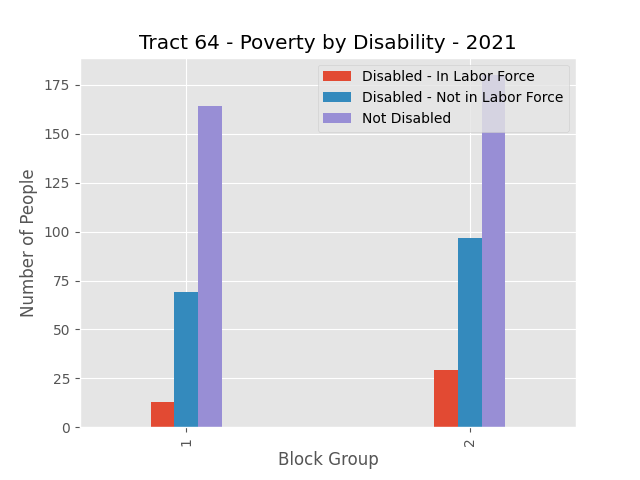 Tract 64 - Poverty by Disability - 2021
Disabled - In Labor Force
Disabled - Not in Labor Force
Not Disabled
Number of People
175
150
125
100
75
50
25
0
1
2
Block Group